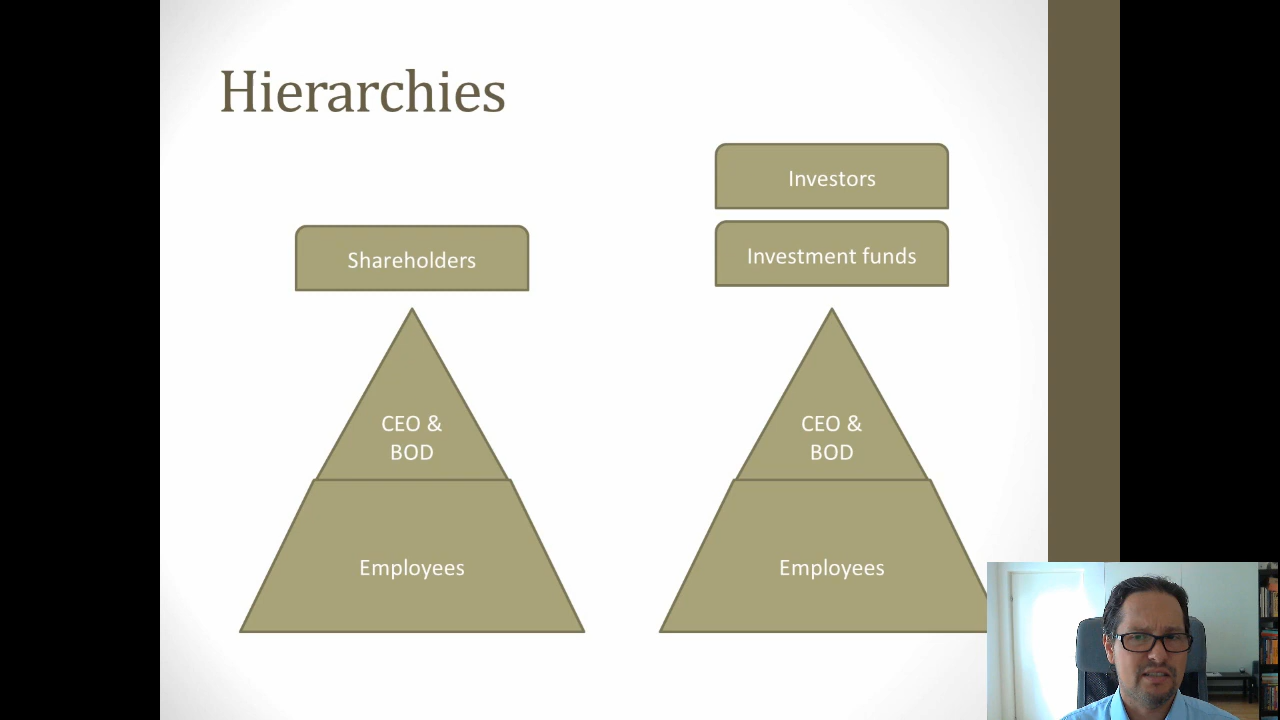 Hierarchies
Shareholders
CEO &
BOD
Employees
Investors
Investment funds
CEO &
BOD
Employees